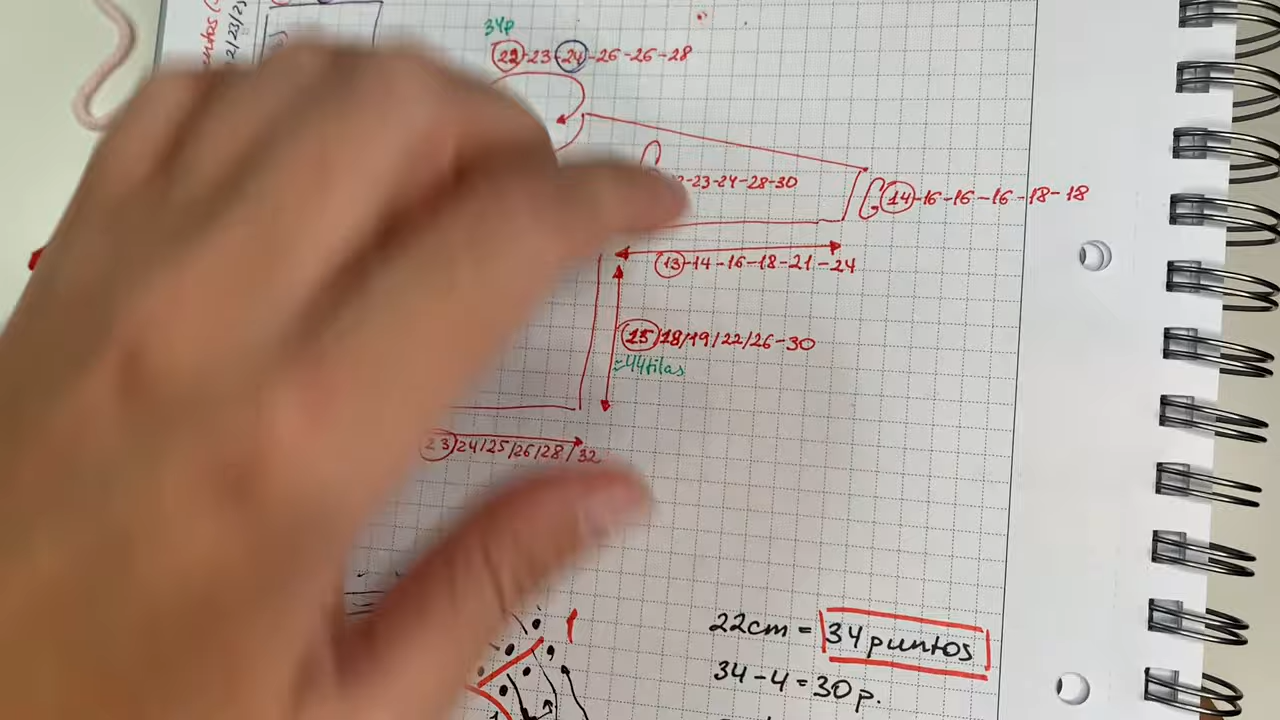 34p
22-23-24-26-26-28
-23-24-28-30
14-16-16-16-18-18
13-14-16-18-21-24
15/18/19/22/26-30
=44filas
23/24/25/26/28/32
22cm = 34 puntos
34-4=30p.